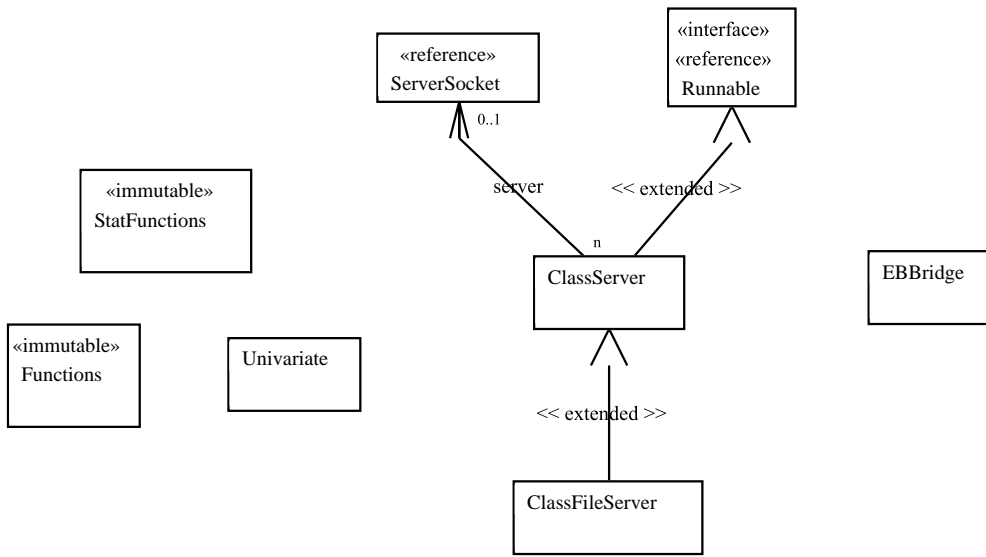 «interface»
«reference»
Runnable
«reference»
ServerSocket
0..1
server
<< extended >>
«immutable»
StatFunctions
n
ClassServer
EBBridge
«immutable»
Functions
Univariate
<< extended >>
ClassFileServer